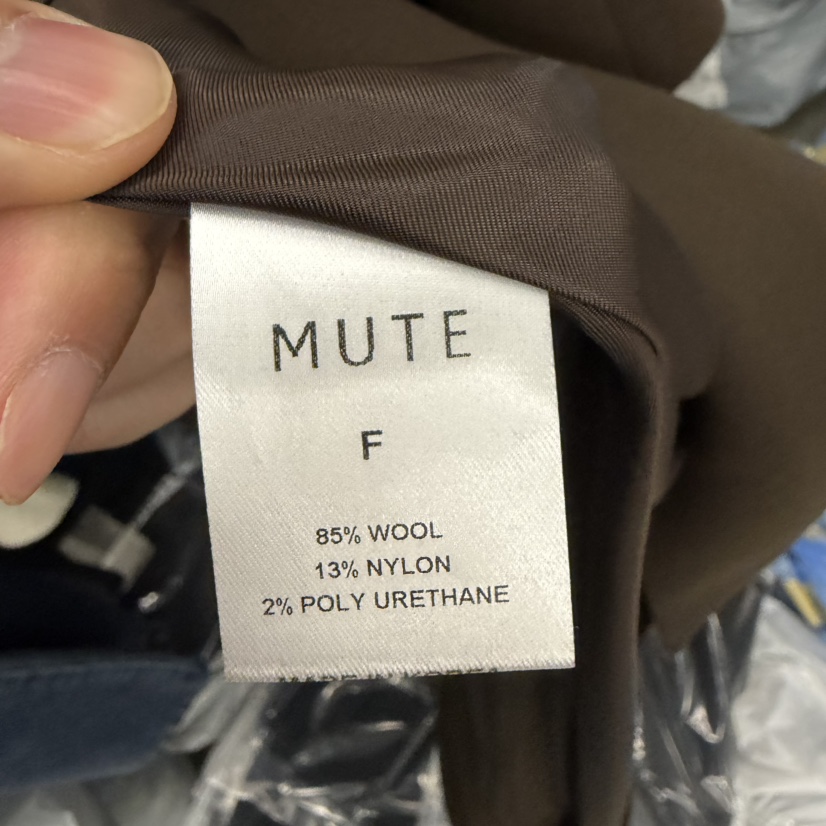 MUTE
F
85% WOOL
13% NYLON
2% POLY URETHANE